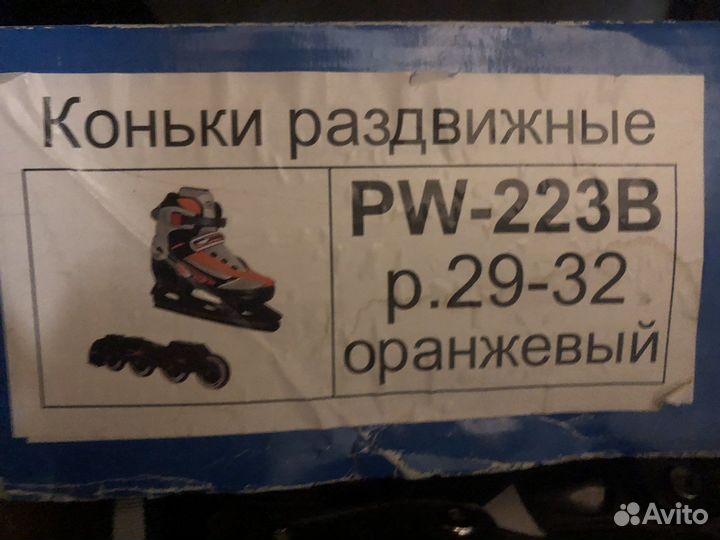 Коньки раздвижные
PW-223B
р.29-32
оранжевый
Avito